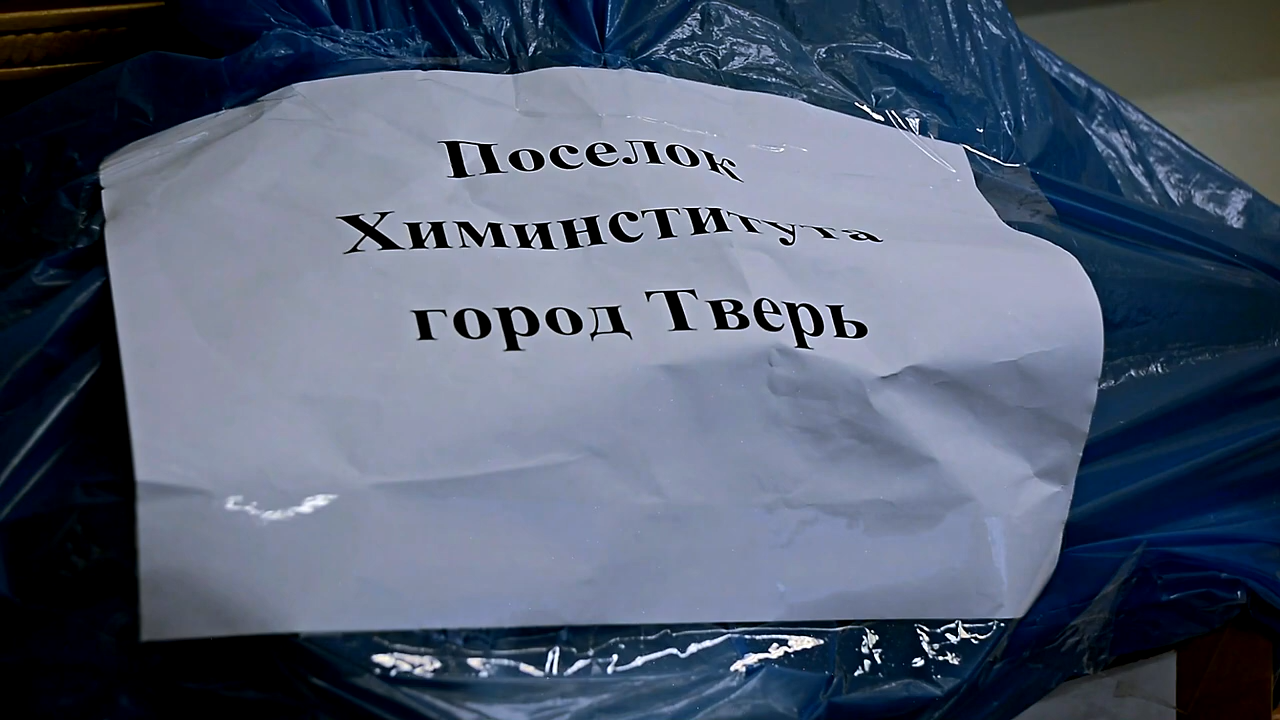 Поселок
Химинститута
город Тверь